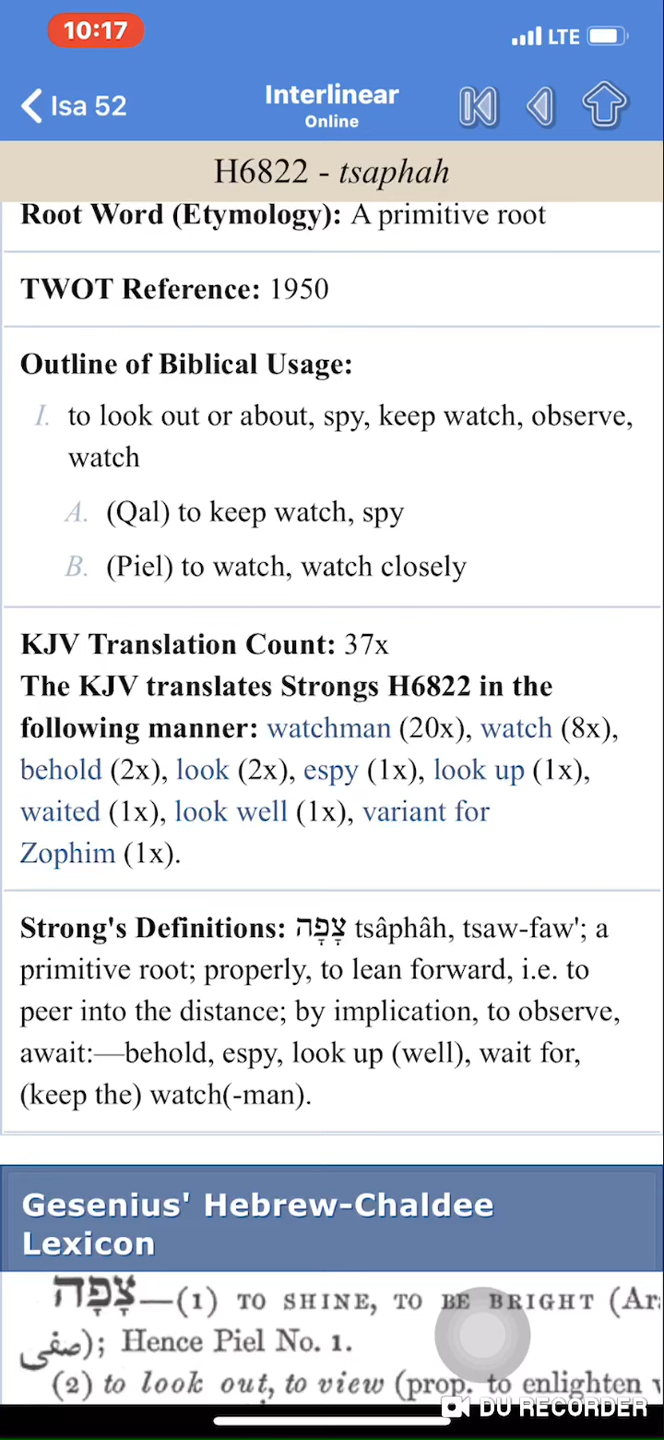 10:17
LTE
Isa 52
Interlinear
Online
H6822 - tsaphah
Root Word (Etymology): A primitive root
TWOT Reference: 1950
Outline of Biblical Usage:
I. to look out or about, spy, keep watch, observe,
watch
A. (Qal) to keep watch, spy
B. (Piel) to watch, watch closely
KJV Translation Count: 37x
The KJV translates Strongs H6822 in the
following manner: watchman (20x), watch (8x),
behold (2x), look (2x), espy (1x), look up (1x),
waited (1x), look well (1x), variant for
Zophim (1x).
Strong's Definitions: צָפָה tsâphâh, tsaw-faw'; a
primitive root; properly, to lean forward, i.e. to
peer into the distance; by implication, to observe,
await:—behold, espy, look up (well), wait for,
(keep the) watch(-man).
Gesenius' Hebrew-Chaldee
Lexicon
צָפָה—(1) TO SHINE, TO BE BRIGHT (Ar
صفى); Hence Piel No. 1.
(2) to look out, to view (prop. to enlighten
DU RECORDER